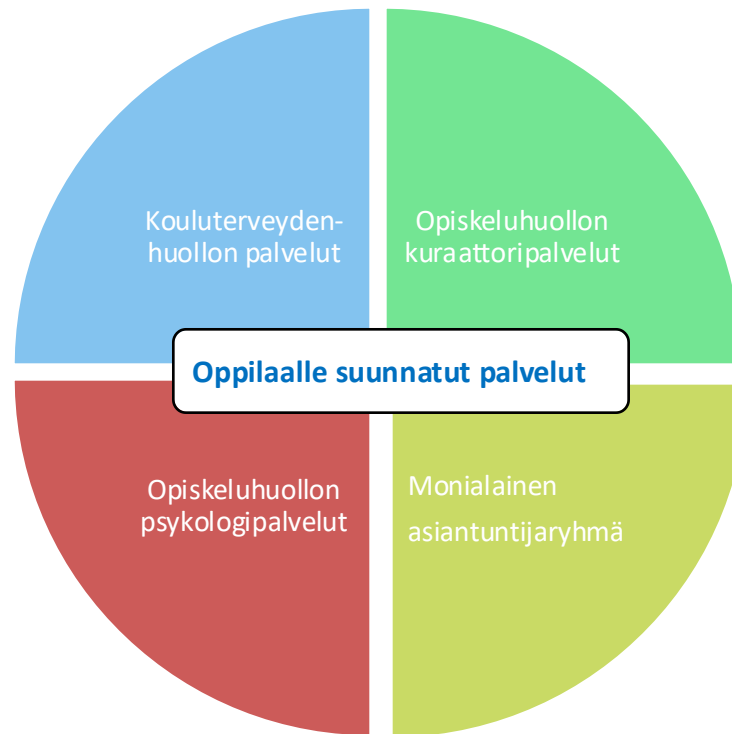 Kouluterveyden-
huollon palvelut
Opiskeluhuollon
kuraattoripalvelut
Oppilaalle suunnatut palvelut
Opiskeluhuollon
psykologipalvelut
Monialainen
asiantuntijaryhmä